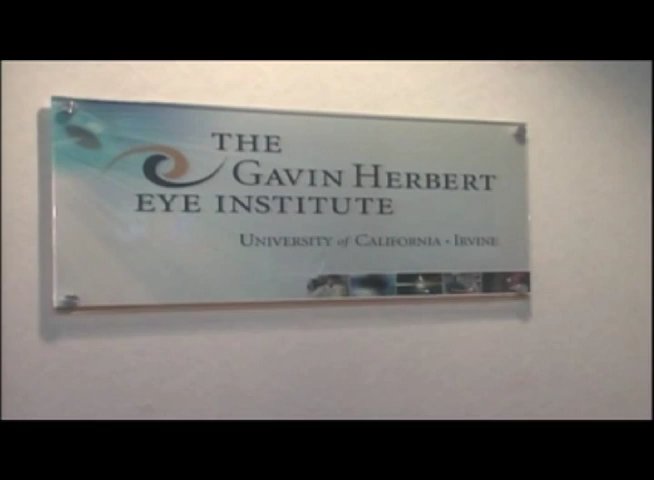 THE
GAVIN HERBERT
EYE INSTITUTE
UNIVERSITY of CALIFORNIA • IRVINE